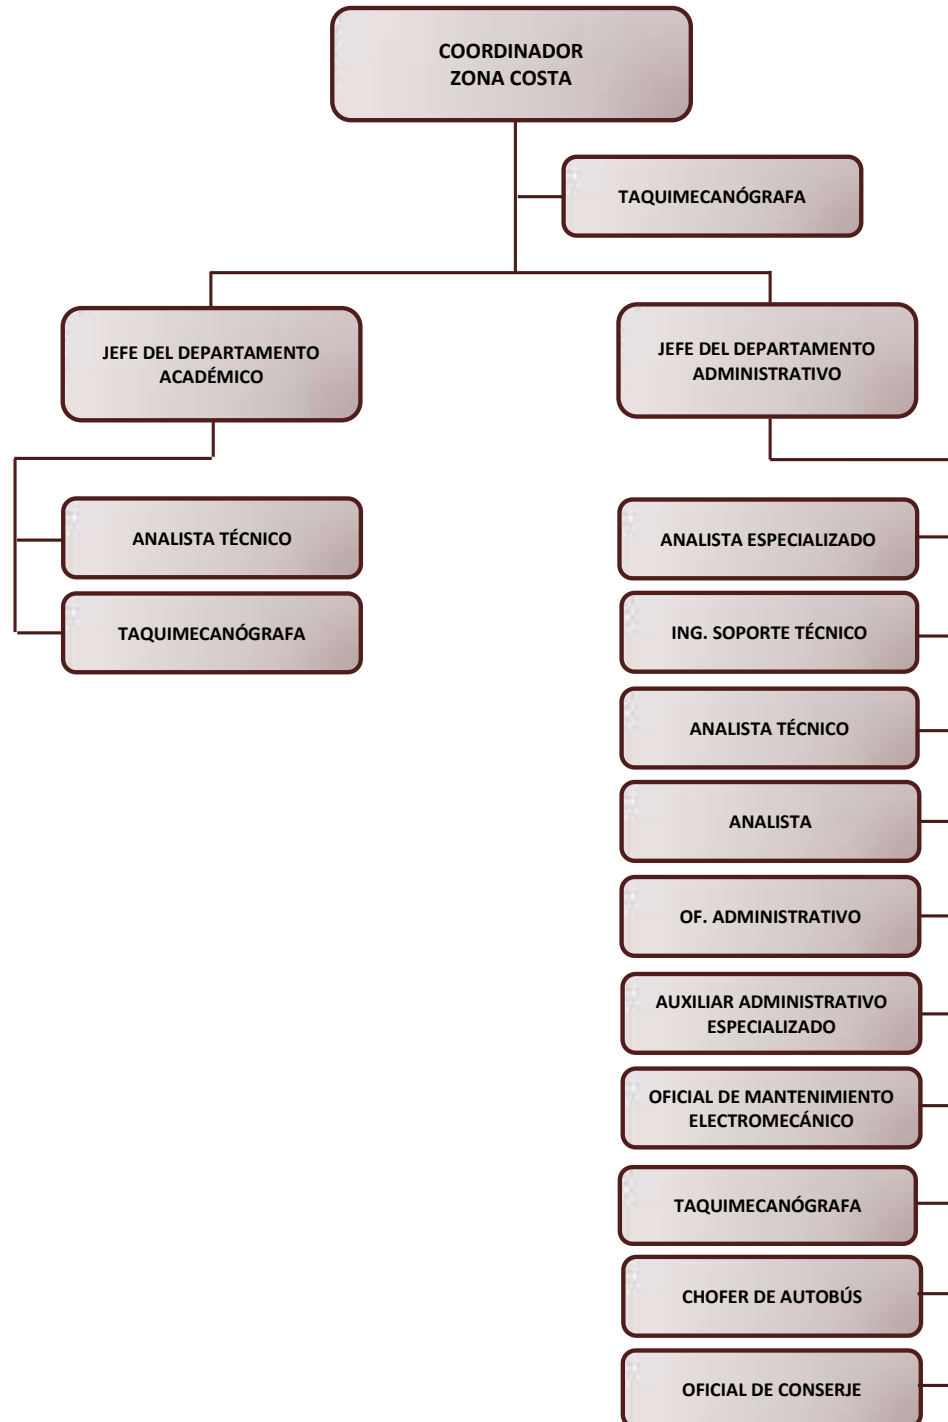 COORDINADOR
ZONA COSTA
TAQUIMECANÓGRAFA
JEFE DEL DEPARTAMENTO
ACADÉMICO
JEFE DEL DEPARTAMENTO
ADMINISTRATIVO
ANALISTA TÉCNICO
TAQUIMECANÓGRAFA
ANALISTA ESPECIALIZADO
ING. SOPORTE TÉCNICO
ANALISTA TÉCNICO
ANALISTA
OF. ADMINISTRATIVO
AUXILIAR ADMINISTRATIVO
ESPECIALIZADO
OFICIAL DE MANTENIMIENTO
ELECTROMECÁNICO
TAQUIMECANÓGRAFA
CHOFER DE AUTOBÚS
OFICIAL DE CONSERJE